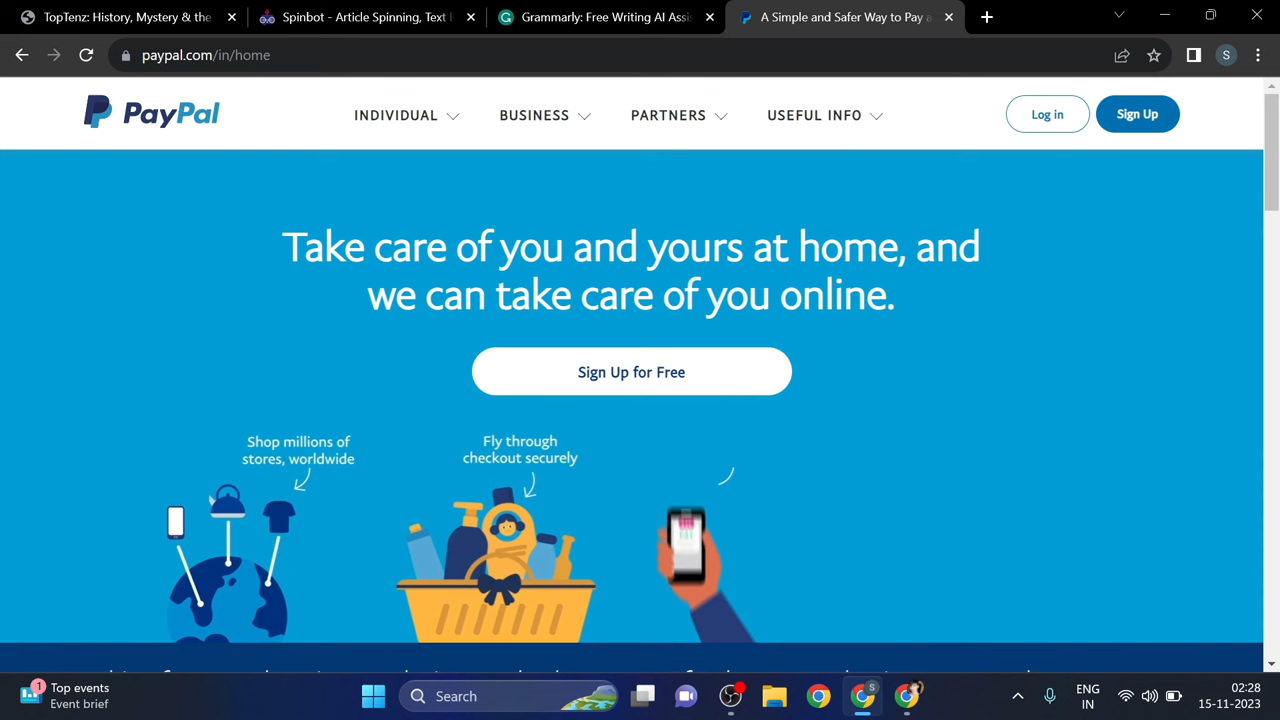 TopTenz: History, Mystery & the
Spinbot - Article Spinning, Text
Grammarly: Free Writing AI Assis
A Simple and Safer Way to Pay a
paypal.com/in/home
S
PayPal
INDIVIDUAL
BUSINESS
PARTNERS
USEFUL INFO
Log in
Sign Up
Take care of you and yours at home, and
we can take care of you online.
Sign Up for Free
Shop millions of
stores, worldwide
Fly through
checkout securely
1
Top events
Event brief
Search
S
ENG
IN
02:28
15-11-2023